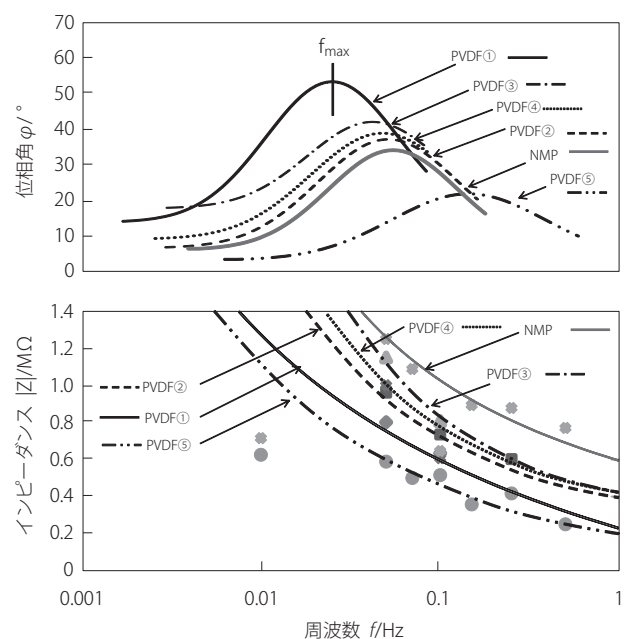 70
60
50
40
30
20
10
0
位相角 φ/°
fmax
PVDF①
PVDF③
PVDF④
PVDF②
NMP
PVDF⑤
1.4
1.2
1.0
0.8
0.6
0.4
0.2
0
インピーダンス |Z|/MΩ
PVDF④
NMP
PVDF③
PVDF②
PVDF①
PVDF⑤
0.001
0.01
0.1
1
周波数 f/Hz